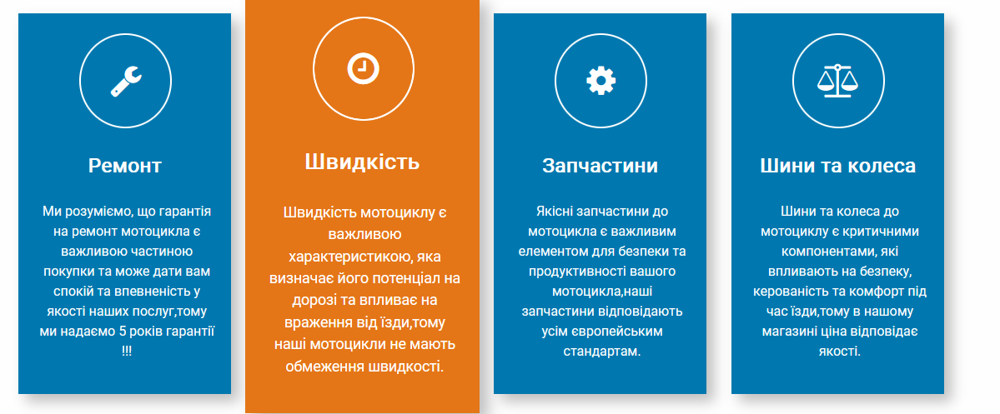 Ремонт
Ми розуміємо, що гарантія
на ремонт мотоцикла є
важливою частиною
покупки та може дати вам
спокій та впевненість у
якості наших послуг,тому
ми надаємо 5 років гарантії
!!!
Швидкість
Швидкість мотоциклу є
важливою
характеристикою, яка
визначає його потенціал на
дорозі та впливає на
враження від їзди,тому
наші мотоцикли не мають
обмеження швидкості.
Запчастини
Якісні запчастини до
мотоцикла є важливим
елементом для безпеки та
продуктивності вашого
мотоцикла,наші
запчастини відповідають
усім європейським
стандартам.
Шини та колеса
Шини та колеса до
мотоциклу є критичними
компонентами, які
впливають на безпеку,
керованість та комфорт під
час їзди,тому в нашому
магазині ціна відповідає
якості.